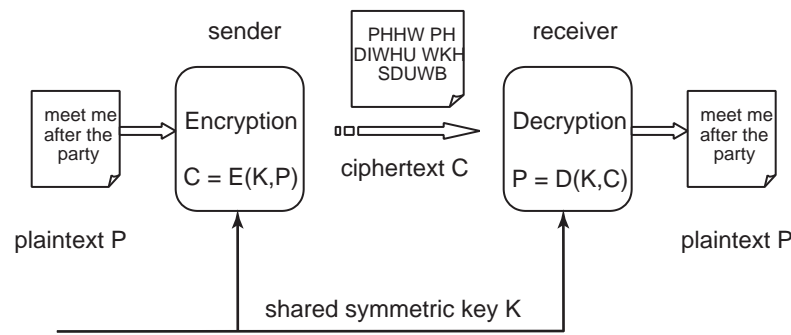 sender
receiver
PHHW PH
DIWHU WKH
SDUWB
meet me
after the
party
Encryption
C = E(K,P)
ciphertext C
Decryption
P = D(K,C)
meet me
after the
party
plaintext P
plaintext P
shared symmetric key K